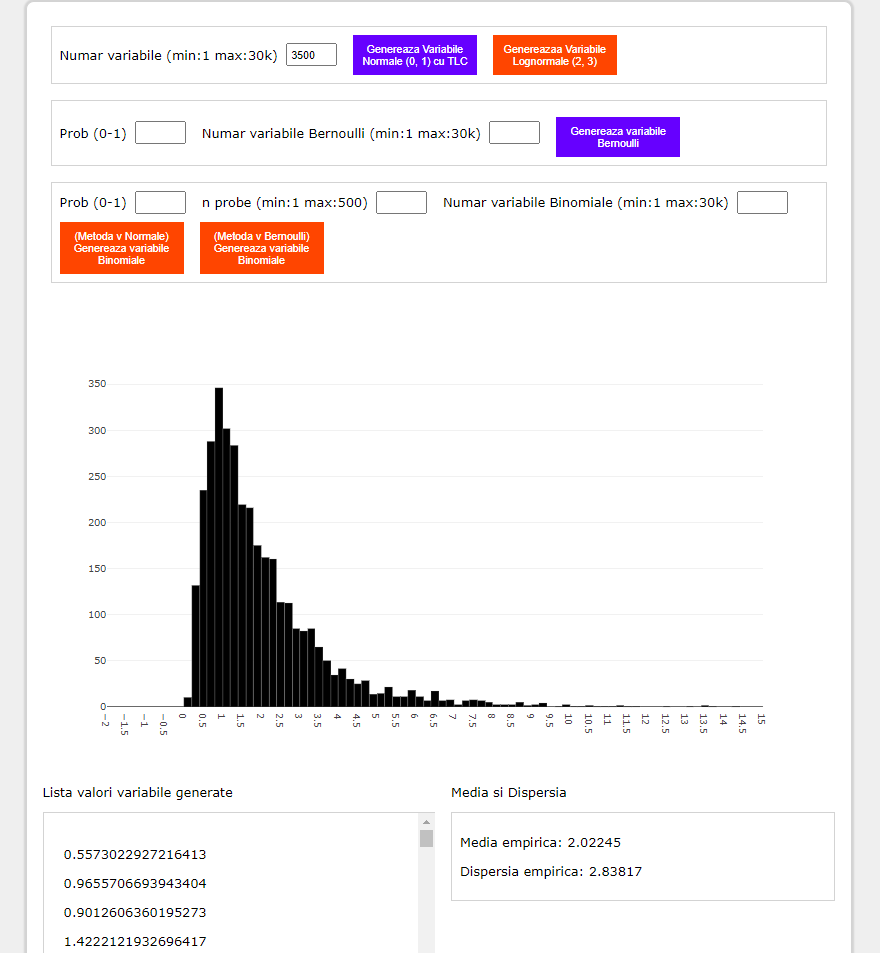 Numar variabile (min:1 max:30k) 3500 Genereaza Variabile Normale (0, 1) cu TLC Genereazaa Variabile Lognormale (2, 3)
Prob (0-1) Numar variabile Bernoulli (min:1 max:30k) Genereaza variabile Bernoulli
Prob (0-1) n probe (min:1 max:500) Numar variabile Binomiale (min:1 max:30k)
(Metoda v Normale) Genereaza variabile Binomiale
(Metoda v Bernoulli) Genereaza variabile Binomiale
350
300
250
200
150
100
50
0
−2 −1.5 −1 −0.5 0 0.5 1 1.5 2 2.5 3 3.5 4 4.5 5 5.5 6 6.5 7 7.5 8 8.5 9 9.5 10 10.5 11 11.5 12 12.5 13 13.5 14 14.5 15
Lista valori variabile generate
0.5573022927216413
0.9655706693943404
0.9012606360195273
1.4222121932696417
Media si Dispersia
Media empirica: 2.02245
Dispersia empirica: 2.83817